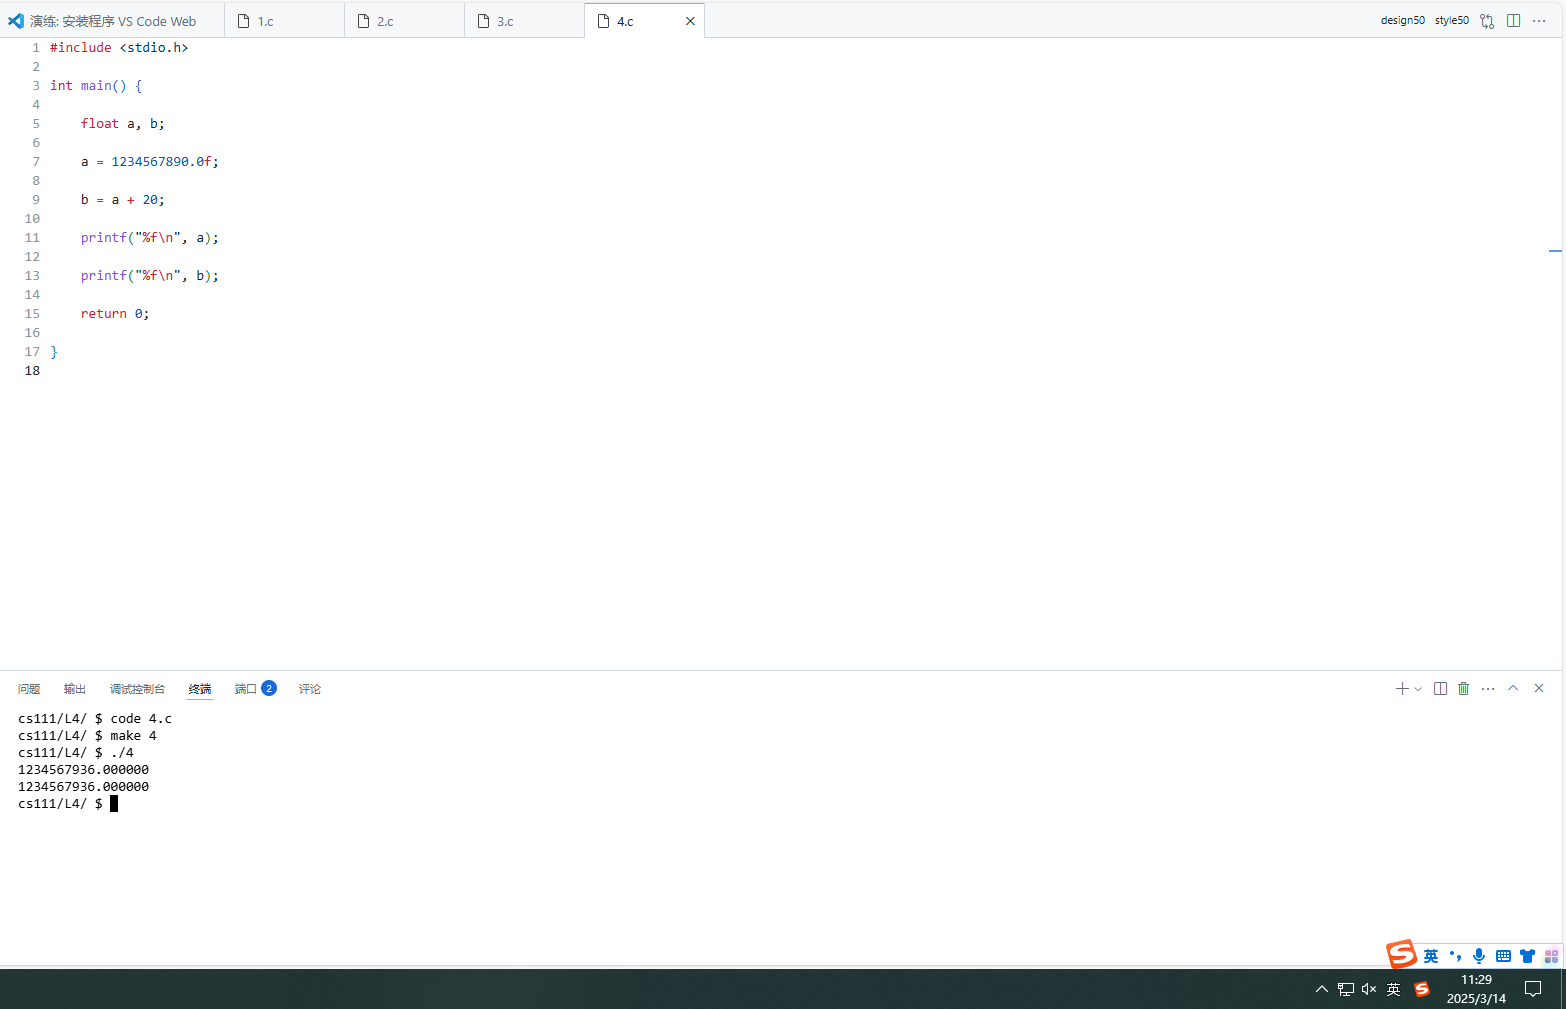 演练: 安装程序 VS Code Web 1.c 2.c 3.c 4.c design50 style50
1 #include <stdio.h>
2
3 int main() {
4
5     float a, b;
6
7     a = 1234567890.0f;
8
9     b = a + 20;
10
11     printf("%f\n", a);
12
13     printf("%f\n", b);
14
15     return 0;
16
17 }
18
问题 输出 调试控制台 终端 端口 2 评论
cs111/L4/ $ code 4.c
cs111/L4/ $ make 4
cs111/L4/ $ ./4
1234567936.000000
1234567936.000000
cs111/L4/ $
英
英 11:29
2025/3/14